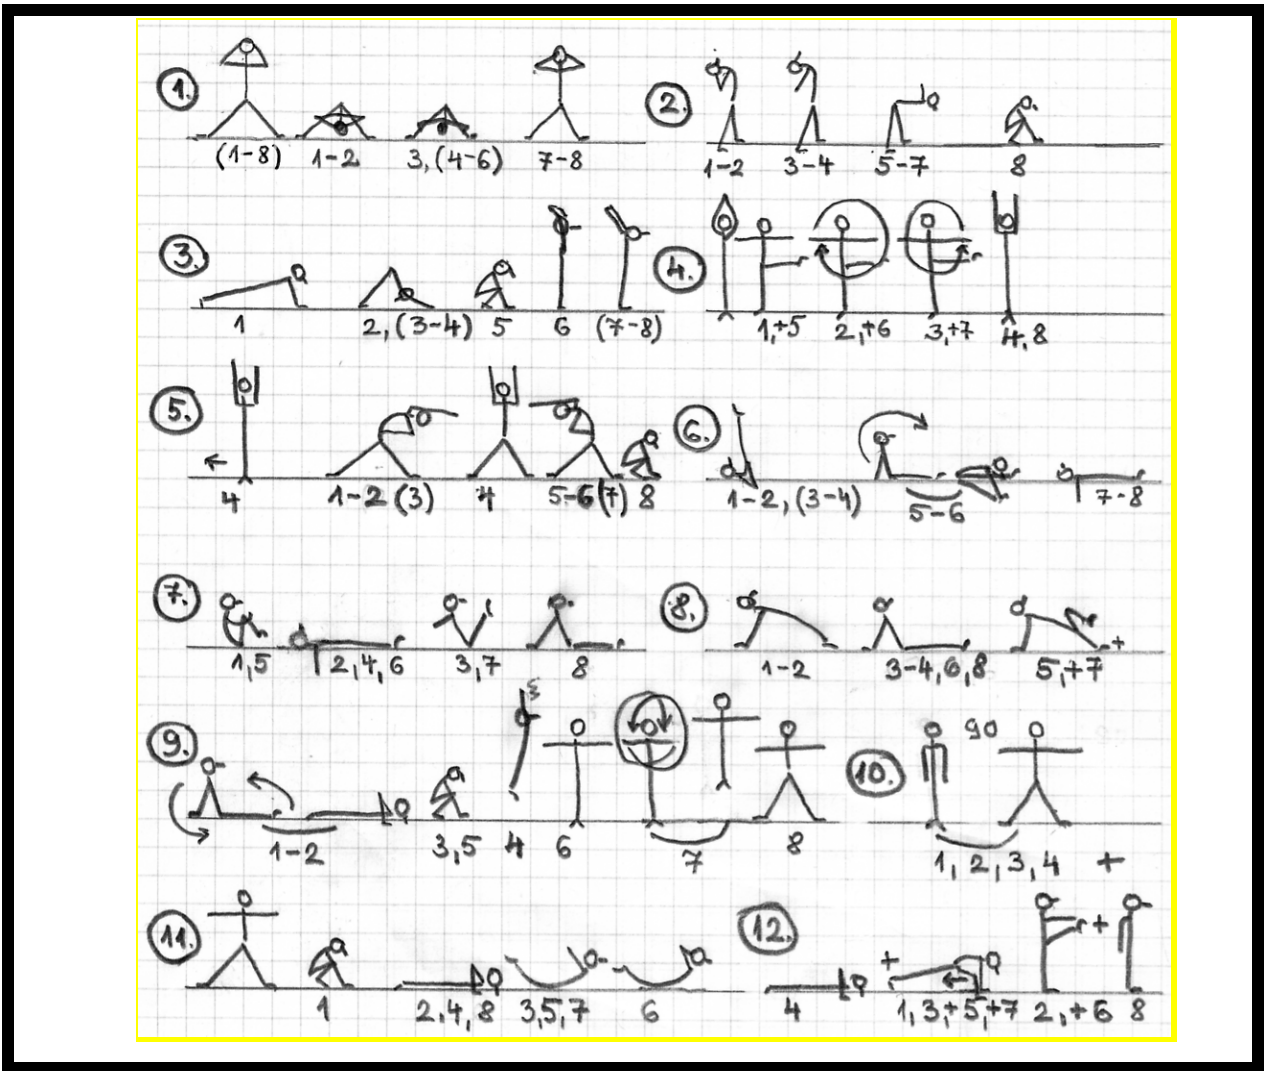 1. (1-8) 1-2 3,(4-6) 7-8
2. 1-2 3-4 5-7 8
3. 1 2,(3-4) 5 6 (7-8)
4. 1,+5 2,+6 3,+7 4,8
5. 4 1-2(3) 4 5-6(7) 8
6. 1-2,(3-4) 5-6 7-8
7. 1,5 2,4,6 3,7 8
8. 1-2 3-4,6,8 5,+7 +
9. 1-2 3,5 4 6 7 8
10. 90 1,2,3,4 +
11. 1 2,4,8 3,5,7 6
12. 4 + 1,3,+5,+7 + 2,+6 8